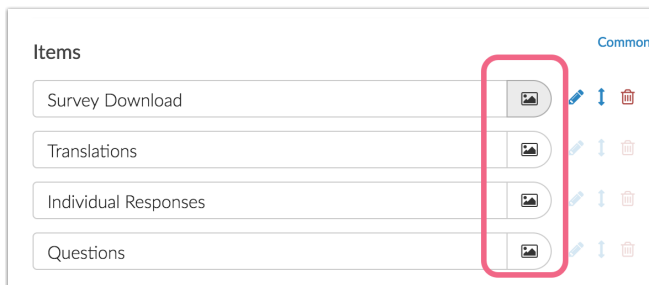 Items
Common
Survey Download
Translations
Individual Responses
Questions